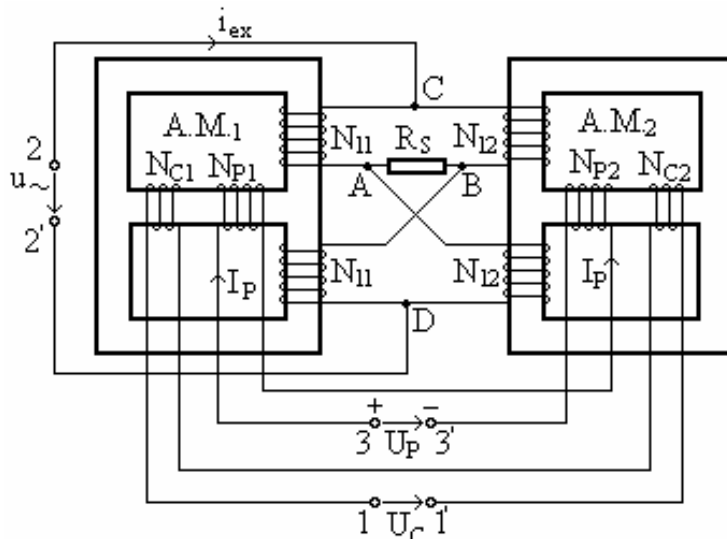 i_ex
C
A.M.₁
A.M.₂
N_l1
R_S
N_l2
2
N_C1 N_P1
N_P2 N_C2
A
B
u~
2'
N_l1
N_l2
I_P
I_P
D
+ −
3 U_P 3'
1 U_C 1'